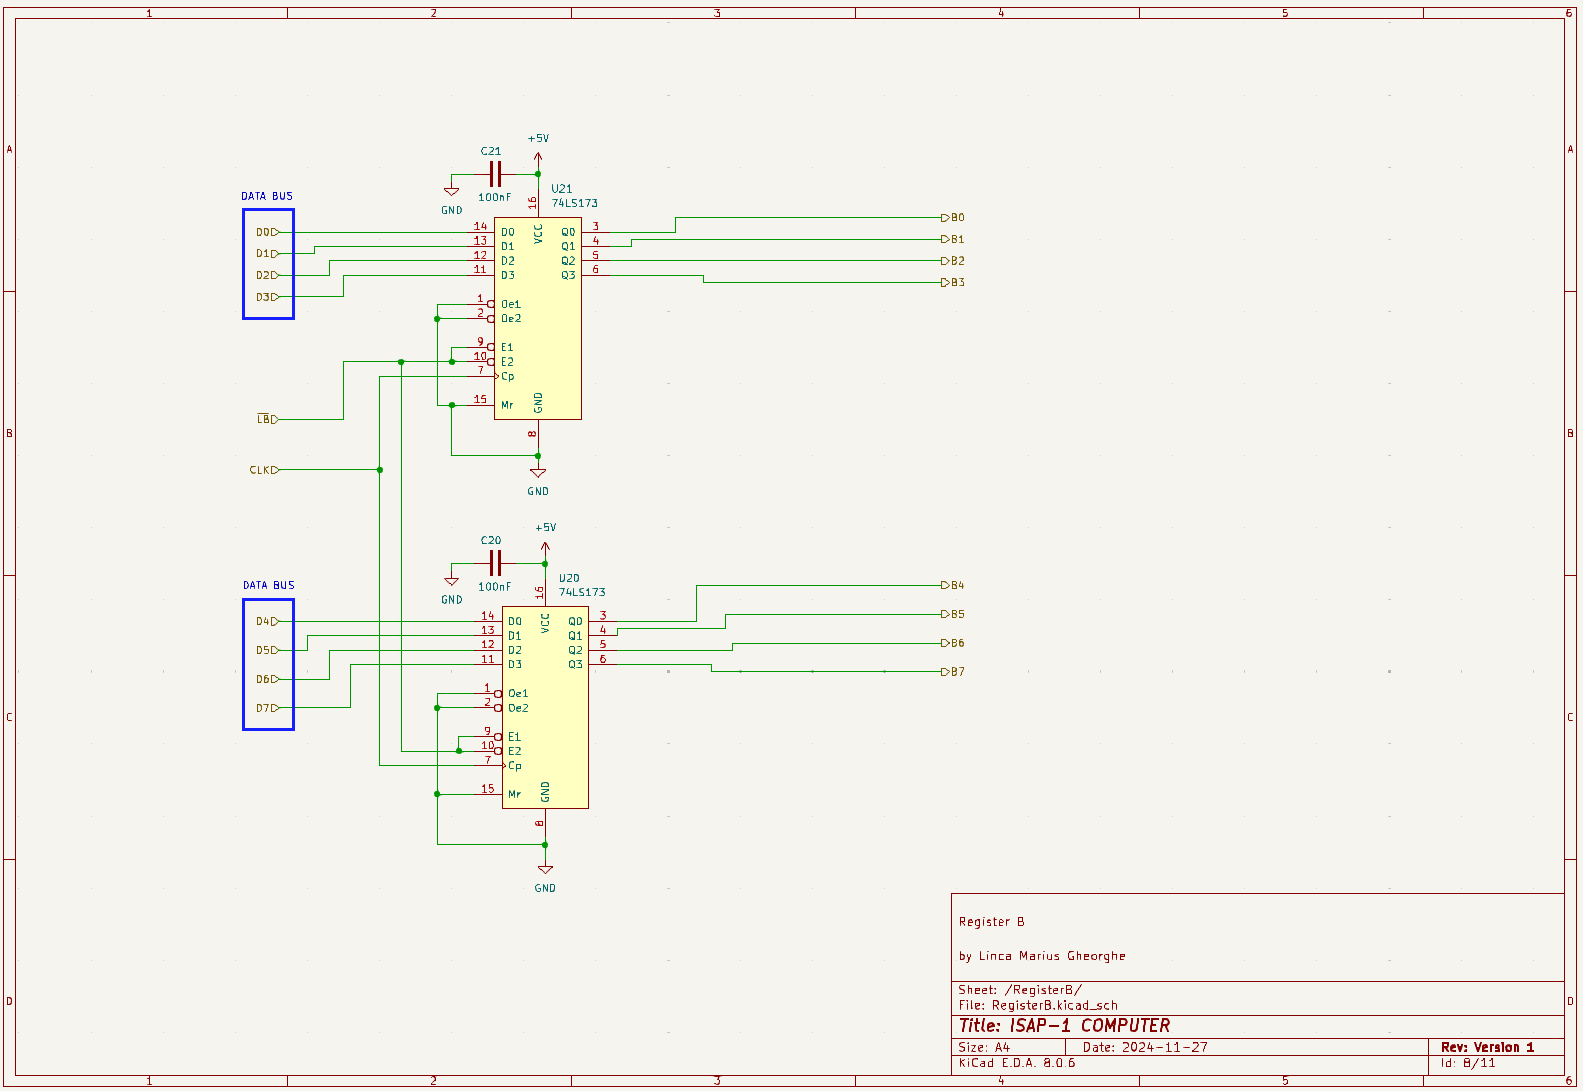 1 2 3 4 5 6
A A
+5V
C21
100nF
GND
U21
74LS173
DATA BUS
D0
D1
D2
D3
14 D0
13 D1
12 D2
11 D3
1 Oe1
2 Oe2
9 E1
10 E2
7 Cp
15 Mr
16 VCC
8 GND
Q0 3
Q1 4
Q2 5
Q3 6
B0
B1
B2
B3
LB
CLK
B B
GND
+5V
C20
100nF
GND
U20
74LS173
DATA BUS
D4
D5
D6
D7
14 D0
13 D1
12 D2
11 D3
1 Oe1
2 Oe2
9 E1
10 E2
7 Cp
15 Mr
16 VCC
8 GND
Q0 3
Q1 4
Q2 5
Q3 6
B4
B5
B6
B7
C C
GND
D D
Register B
by Linca Marius Gheorghe
Sheet: /RegisterB/
File: RegisterB.kicad_sch
Title: ISAP-1 COMPUTER
Size: A4 Date: 2024-11-27 Rev: Version 1
KiCad E.D.A. 8.0.6 Id: 8/11
1 2 3 4 5 6